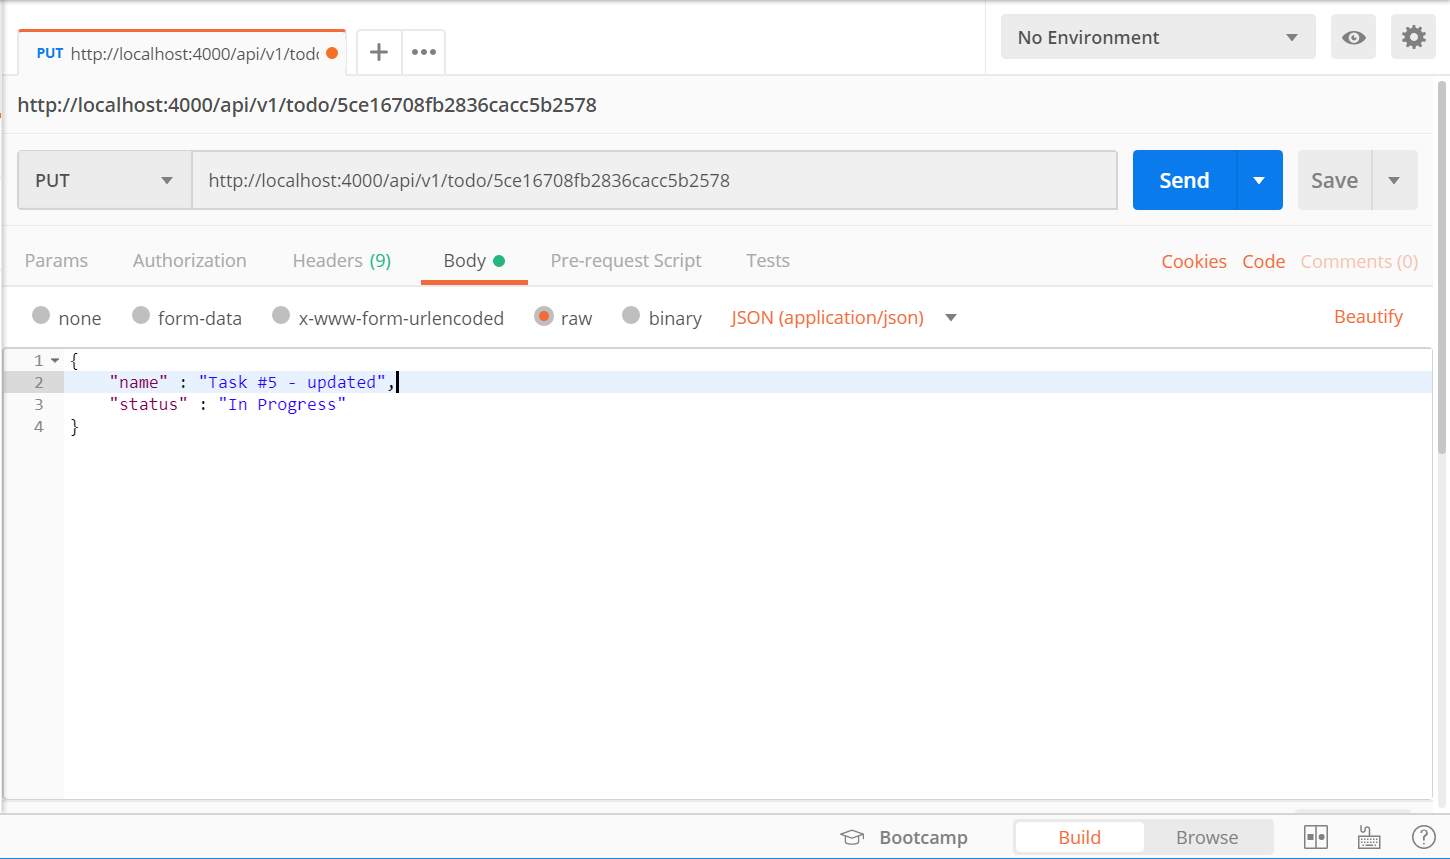 PUT http://localhost:4000/api/v1/todo
No Environment
http://localhost:4000/api/v1/todo/5ce16708fb2836cacc5b2578
PUT http://localhost:4000/api/v1/todo/5ce16708fb2836cacc5b2578 Send Save
Params Authorization Headers (9) Body Pre-request Script Tests Cookies Code Comments (0)
none form-data x-www-form-urlencoded raw binary JSON (application/json) Beautify
1 {
2 "name" : "Task #5 - updated",
3 "status" : "In Progress"
4 }
Bootcamp Build Browse ?